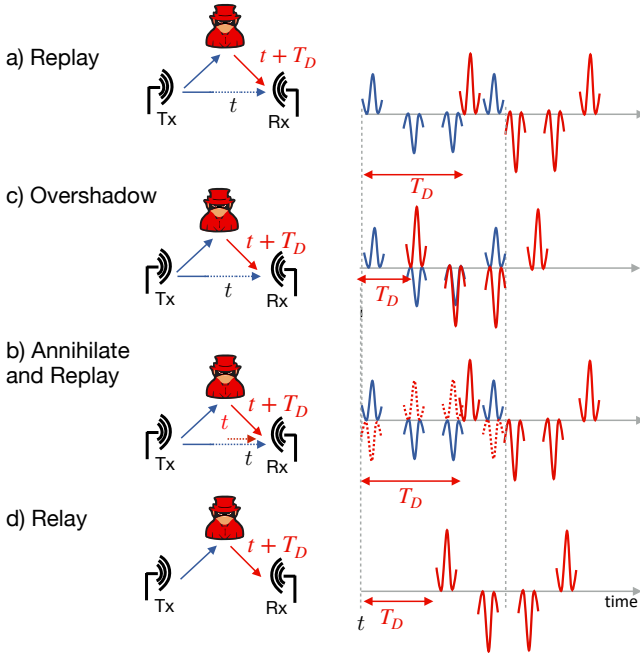 a) Replay
t + T_D
t
Tx
Rx
T_D
c) Overshadow
t + T_D
t
Tx
Rx
T_D
b) Annihilate
and Replay
t + T_D
t
t
Tx
Rx
T_D
d) Relay
t + T_D
Tx
Rx
T_D
t
time